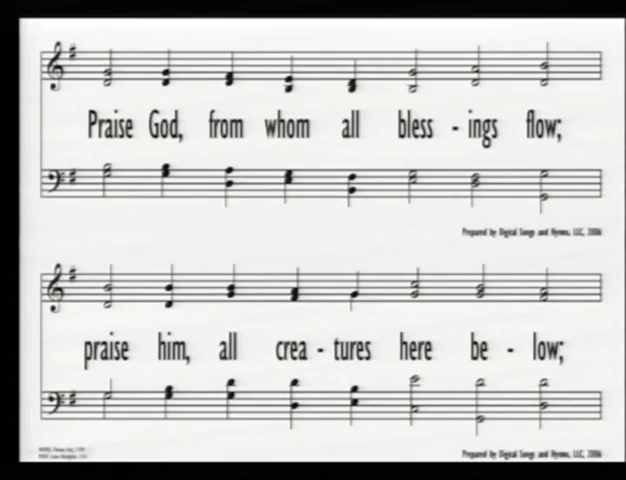 Praise God, from whom all bless - ings flow;
Prepared by Digital Songs and Hymns, LLC, 2006
praise him, all crea - tures here be - low;
Prepared by Digital Songs and Hymns, LLC, 2006